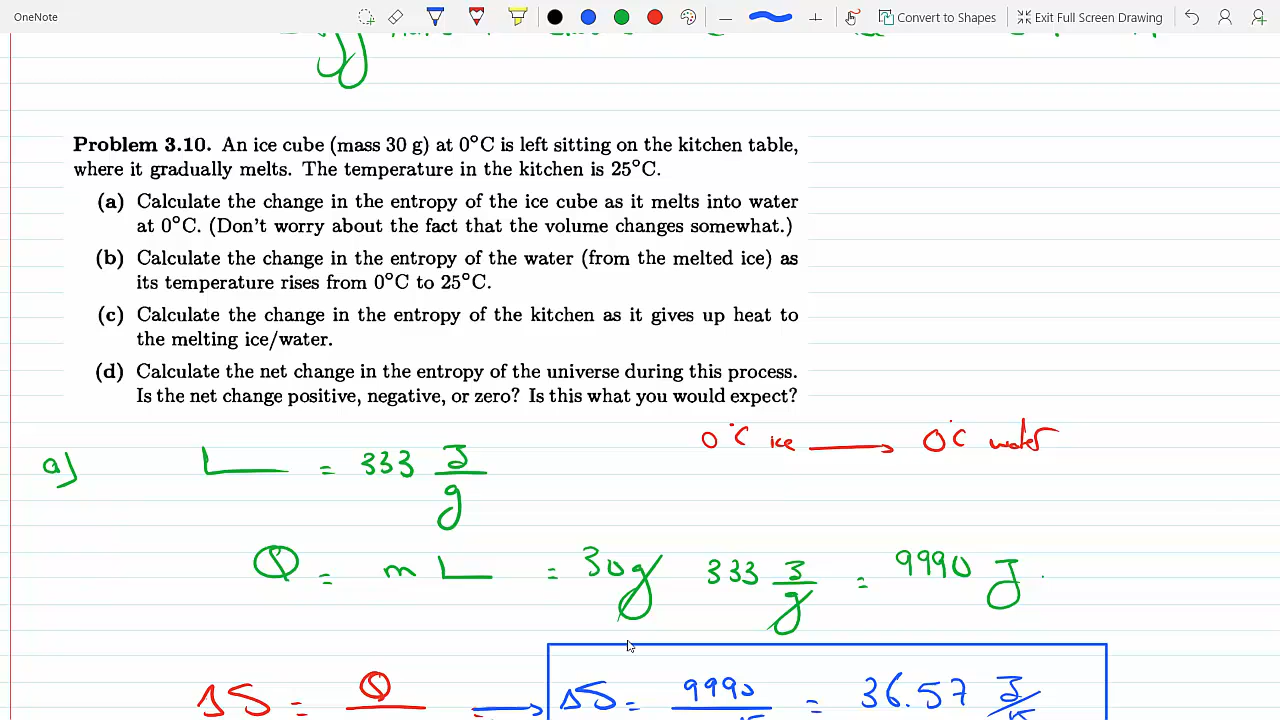 OneNote
Convert to Shapes
Exit Full Screen Drawing
Problem 3.10. An ice cube (mass 30 g) at 0°C is left sitting on the kitchen table,
where it gradually melts. The temperature in the kitchen is 25°C.
(a) Calculate the change in the entropy of the ice cube as it melts into water
at 0°C. (Don't worry about the fact that the volume changes somewhat.)
(b) Calculate the change in the entropy of the water (from the melted ice) as
its temperature rises from 0°C to 25°C.
(c) Calculate the change in the entropy of the kitchen as it gives up heat to
the melting ice/water.
(d) Calculate the net change in the entropy of the universe during this process.
Is the net change positive, negative, or zero? Is this what you would expect?
0°C ice → 0°C water
a) L = 333 J/g
Q = m L = 30g 333 J/g = 9990 J
ΔS = Q → ΔS = 9990 = 36.57 J/K